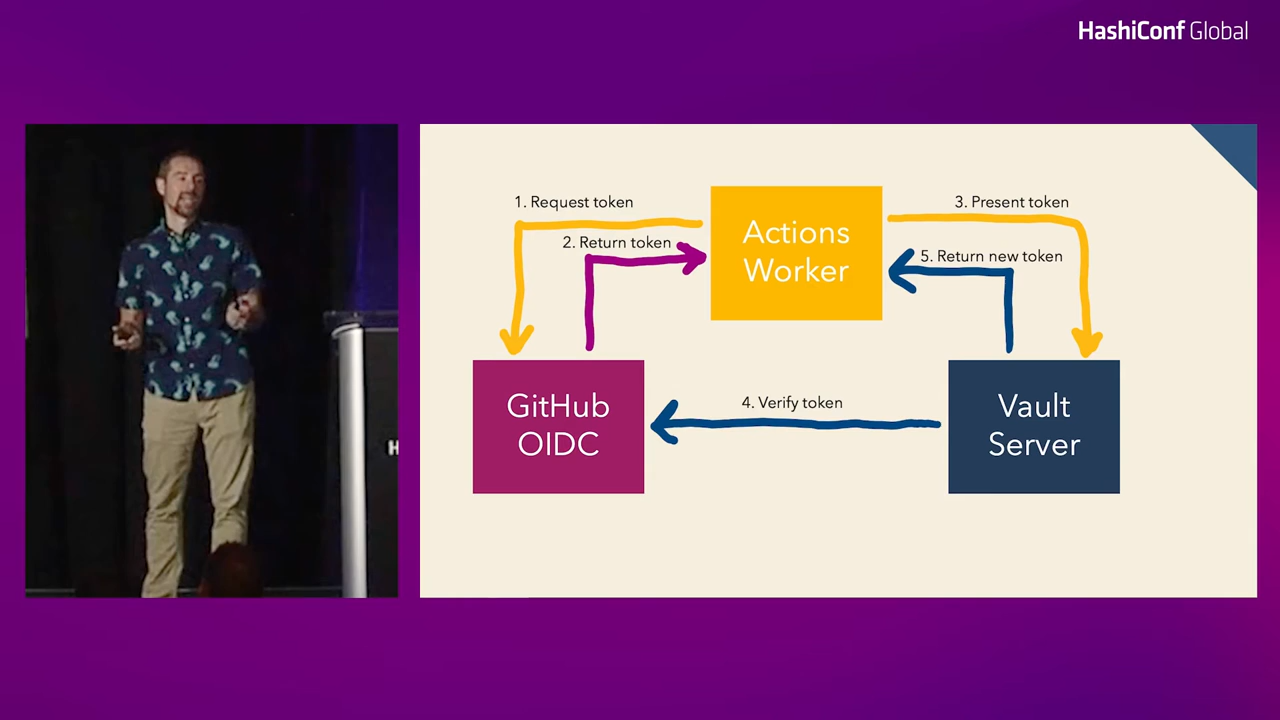 HashiConf Global
1. Request token
2. Return token
Actions
Worker
3. Present token
5. Return new token
GitHub
OIDC
4. Verify token
Vault
Server
H